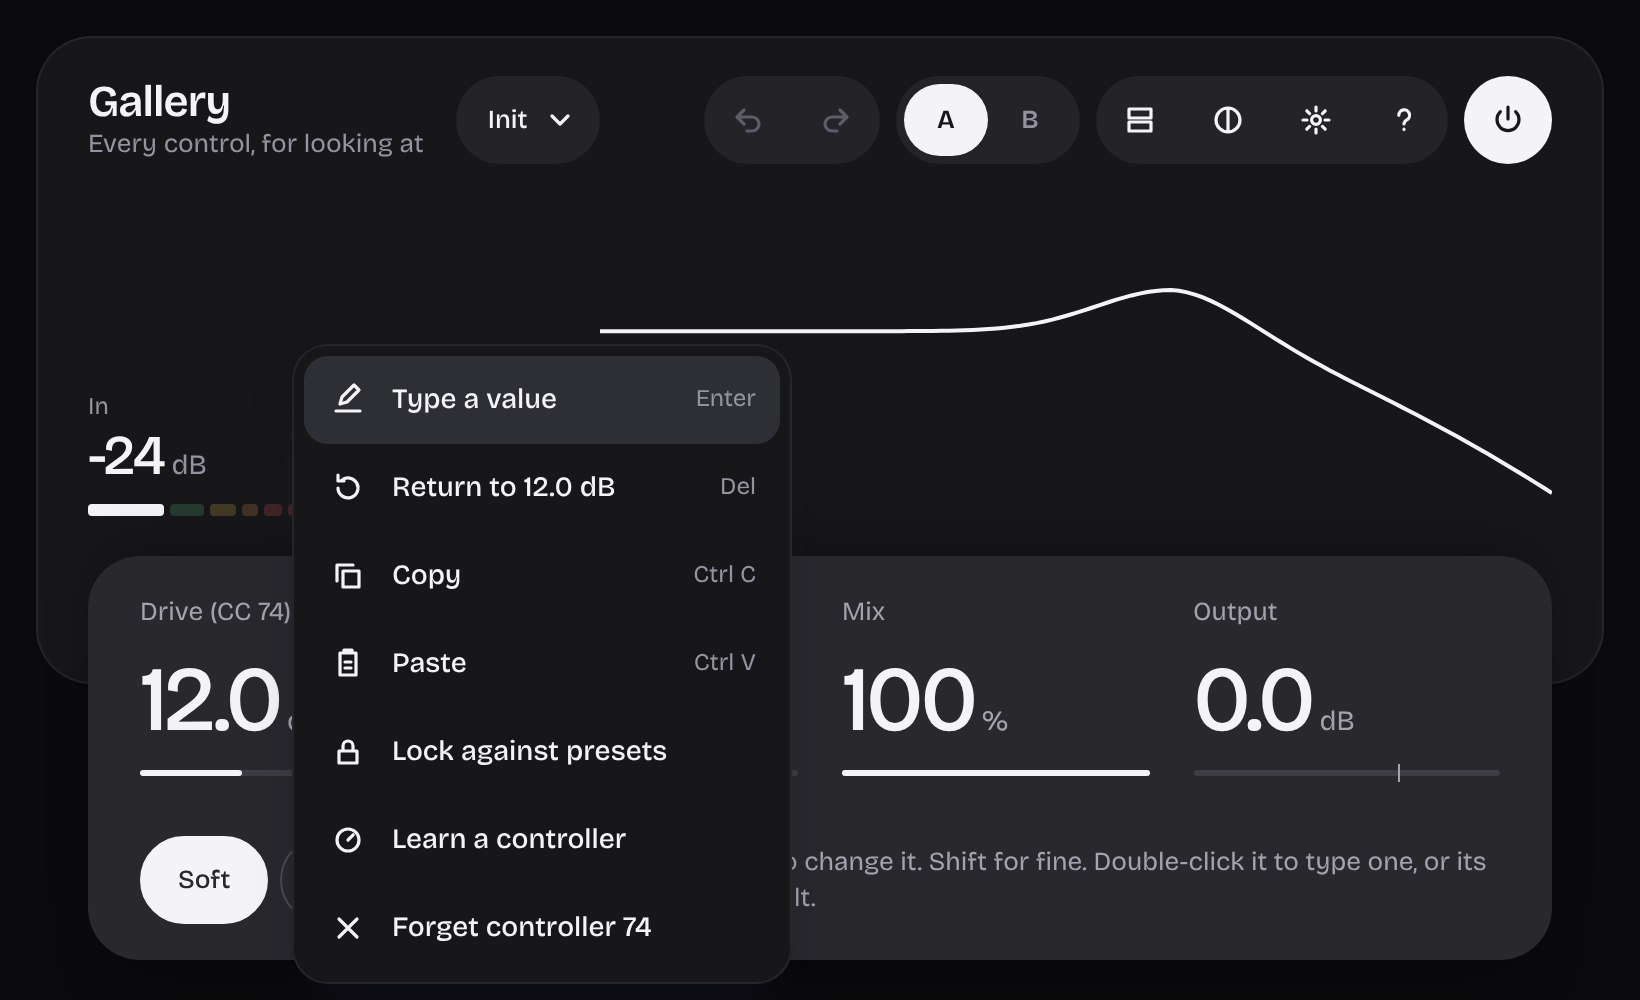 Gallery
Every control, for looking at
Init
A
B
?
In
-24 dB
Type a value Enter
Return to 12.0 dB Del
Copy Ctrl C
Paste Ctrl V
Lock against presets
Learn a controller
Forget controller 74
Drive (CC 74)
12.0
Mix
100 %
Output
0.0 dB
Soft
change it. Shift for fine. Double-click it to type one, or its
lt.